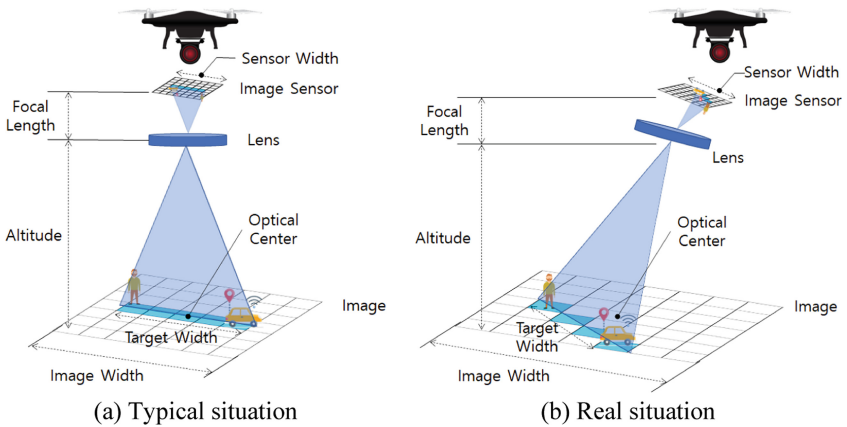 Sensor Width
Image Sensor
Focal
Length
Lens
Altitude
Optical
Center
Image
Target Width
Image Width
(a) Typical situation
Sensor Width
Image Sensor
Focal
Length
Lens
Altitude
Optical
Center
Image
Target
Width
Image Width
(b) Real situation